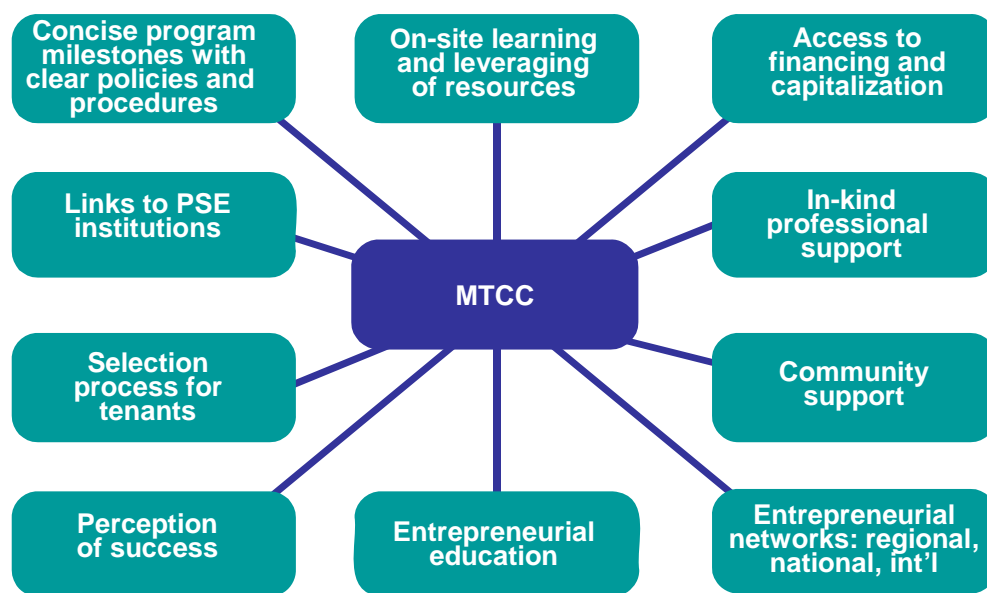 Concise program
milestones with
clear policies and
procedures
On-site learning
and leveraging
of resources
Access to
financing and
capitalization
Links to PSE
institutions
In-kind
professional
support
MTCC
Selection
process for
tenants
Community
support
Perception
of success
Entrepreneurial
education
Entrepreneurial
networks: regional,
national, int'l